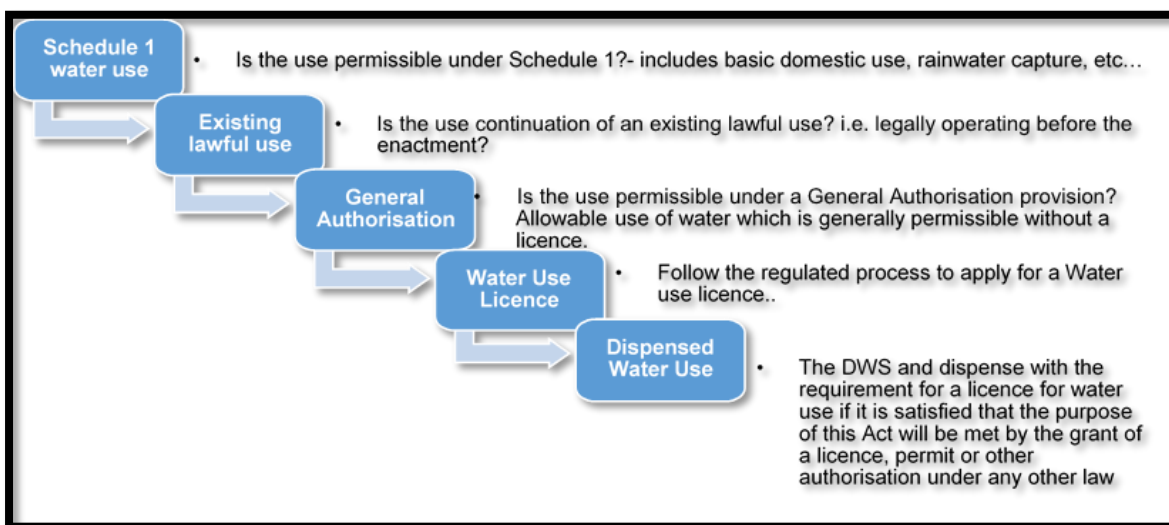 Schedule 1
water use
• Is the use permissible under Schedule 1?- includes basic domestic use, rainwater capture, etc…
Existing
lawful use
• Is the use continuation of an existing lawful use? i.e. legally operating before the
enactment?
General
Authorisation
• Is the use permissible under a General Authorisation provision?
Allowable use of water which is generally permissible without a
licence.
Water Use
Licence
• Follow the regulated process to apply for a Water
use licence..
Dispensed
Water Use
• The DWS and dispense with the
requirement for a licence for water
use if it is satisfied that the purpose
of this Act will be met by the grant of
a licence, permit or other
authorisation under any other law